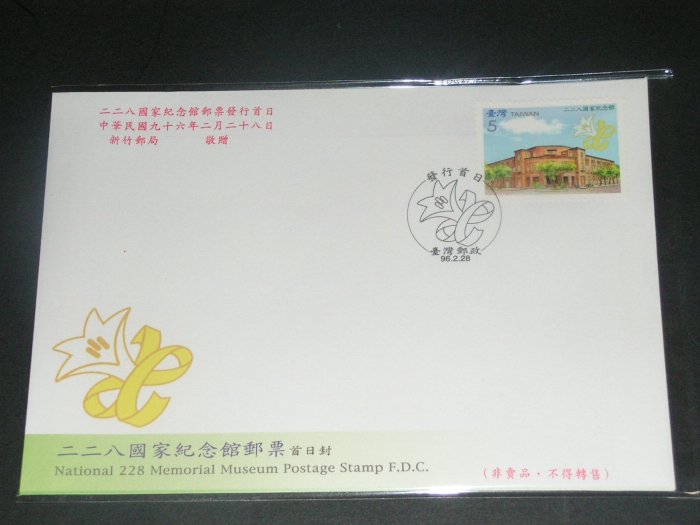 二二八國家紀念館郵票發行首日
中華民國九十六年二月二十八日
新竹郵局 敬贈
臺灣 TAIWAN 二二八國家紀念館
5
發行首日
臺灣郵政
96.2.28
二二八國家紀念館郵票 首日封
National 228 Memorial Museum Postage Stamp F.D.C.
(非賣品‧不得轉售)